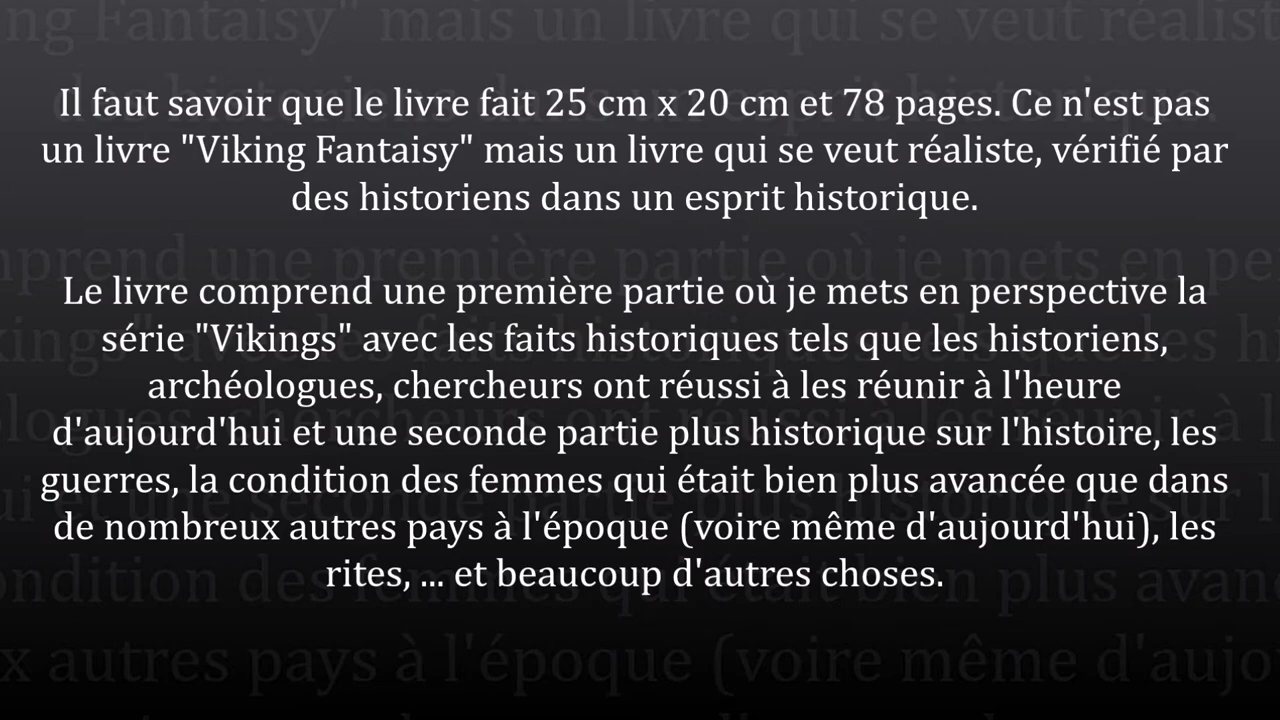 Il faut savoir que le livre fait 25 cm x 20 cm et 78 pages. Ce n'est pas
un livre "Viking Fantaisy" mais un livre qui se veut réaliste, vérifié par
des historiens dans un esprit historique.
Le livre comprend une première partie où je mets en perspective la
série "Vikings" avec les faits historiques tels que les historiens,
archéologues, chercheurs ont réussi à les réunir à l'heure
d'aujourd'hui et une seconde partie plus historique sur l'histoire, les
guerres, la condition des femmes qui était bien plus avancée que dans
de nombreux autres pays à l'époque (voire même d'aujourd'hui), les
rites, ... et beaucoup d'autres choses.